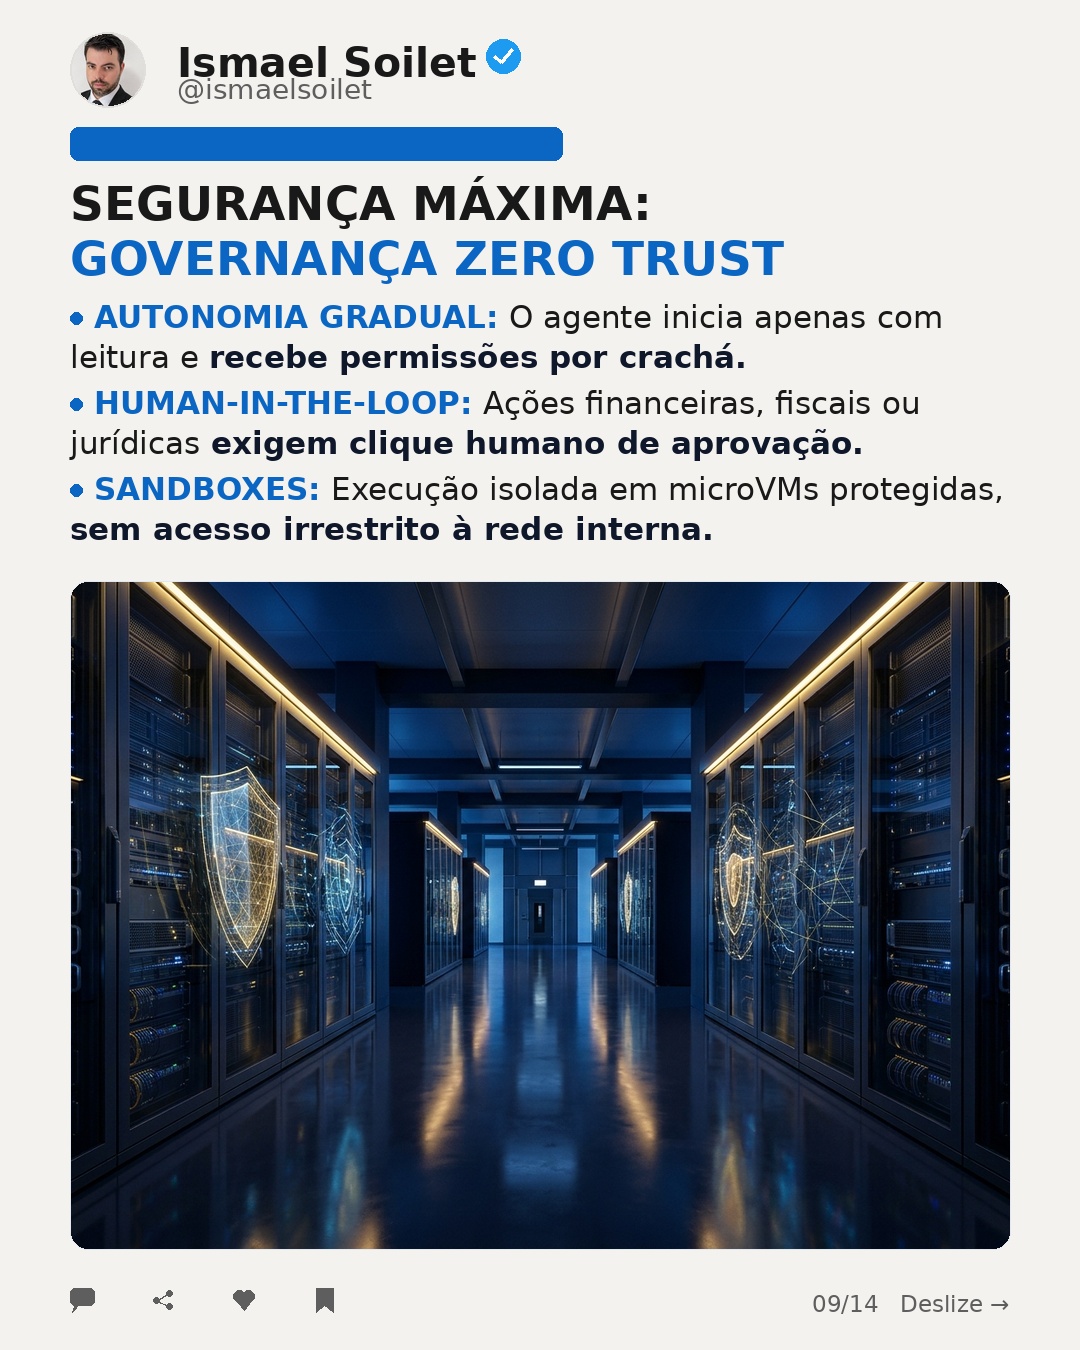 Ismael Soilet
@ismaelsoilet
SEGURANÇA MÁXIMA:
GOVERNANÇA ZERO TRUST
• AUTONOMIA GRADUAL: O agente inicia apenas com
leitura e recebe permissões por crachá.
• HUMAN-IN-THE-LOOP: Ações financeiras, fiscais ou
jurídicas exigem clique humano de aprovação.
• SANDBOXES: Execução isolada em microVMs protegidas,
sem acesso irrestrito à rede interna.
09/14 Deslize →